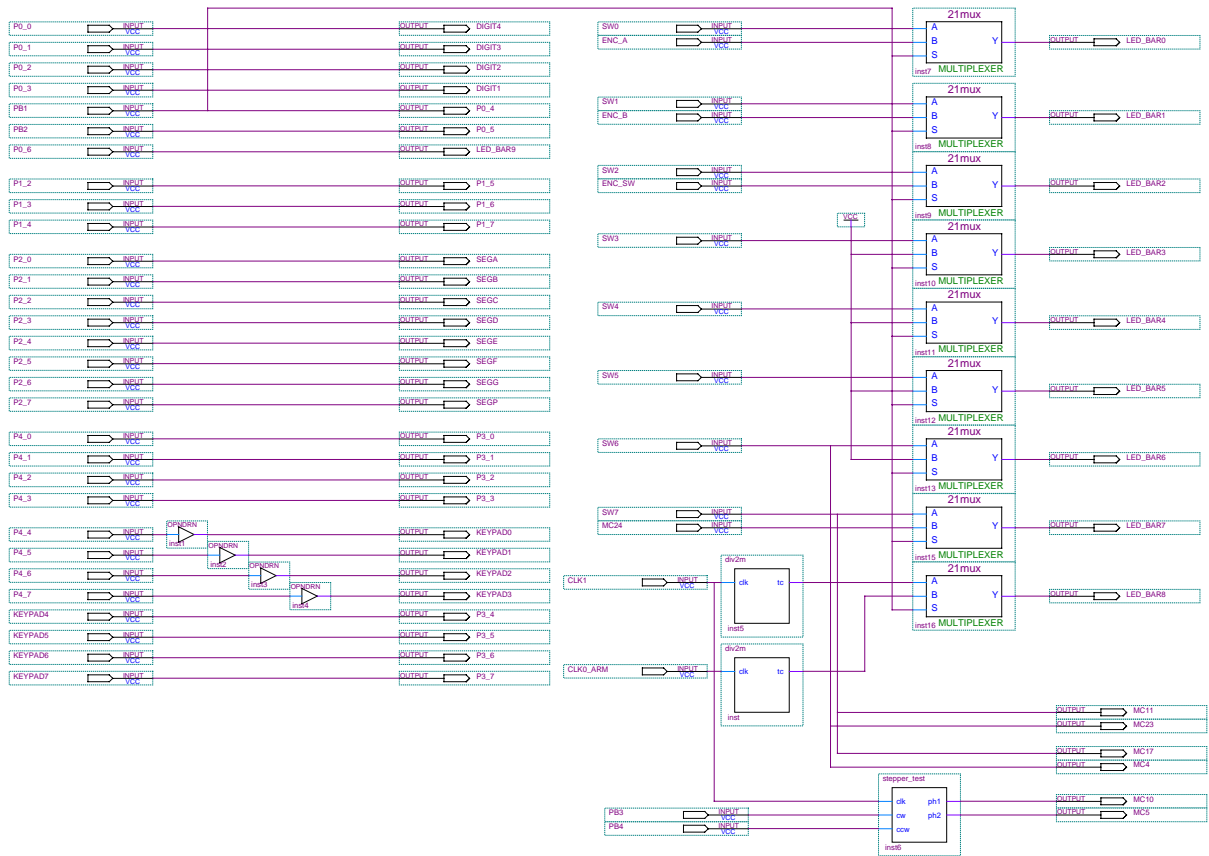 P0_0 INPUT VCC OUTPUT DIGIT4
P0_1 INPUT VCC OUTPUT DIGIT3
P0_2 INPUT VCC OUTPUT DIGIT2
P0_3 INPUT VCC OUTPUT DIGIT1
PB1 INPUT VCC OUTPUT P0_4
PB2 INPUT VCC OUTPUT P0_5
P0_6 INPUT VCC OUTPUT LED_BAR9
P1_2 INPUT VCC OUTPUT P1_5
P1_3 INPUT VCC OUTPUT P1_6
P1_4 INPUT VCC OUTPUT P1_7
P2_0 INPUT VCC OUTPUT SEGA
P2_1 INPUT VCC OUTPUT SEGB
P2_2 INPUT VCC OUTPUT SEGC
P2_3 INPUT VCC OUTPUT SEGD
P2_4 INPUT VCC OUTPUT SEGE
P2_5 INPUT VCC OUTPUT SEGF
P2_6 INPUT VCC OUTPUT SEGG
P2_7 INPUT VCC OUTPUT SEGP
P4_0 INPUT VCC OUTPUT P3_0
P4_1 INPUT VCC OUTPUT P3_1
P4_2 INPUT VCC OUTPUT P3_2
P4_3 INPUT VCC OUTPUT P3_3
P4_4 INPUT VCC OPNDRN inst1 OUTPUT KEYPAD0
P4_5 INPUT VCC OPNDRN inst2 OUTPUT KEYPAD1
P4_6 INPUT VCC OPNDRN inst3 OUTPUT KEYPAD2
P4_7 INPUT VCC OPNDRN inst4 OUTPUT KEYPAD3
KEYPAD4 INPUT VCC OUTPUT P3_4
KEYPAD5 INPUT VCC OUTPUT P3_5
KEYPAD6 INPUT VCC OUTPUT P3_6
KEYPAD7 INPUT VCC OUTPUT P3_7
21mux
SW0 INPUT VCC A
ENC_A INPUT VCC B Y OUTPUT LED_BAR0
S
inst7 MULTIPLEXER
21mux
SW1 INPUT VCC A
ENC_B INPUT VCC B Y OUTPUT LED_BAR1
S
inst8 MULTIPLEXER
21mux
SW2 INPUT VCC A
ENC_SW INPUT VCC B Y OUTPUT LED_BAR2
S
inst9 MULTIPLEXER
VCC
21mux
SW3 INPUT VCC A
B Y OUTPUT LED_BAR3
S
inst10 MULTIPLEXER
21mux
SW4 INPUT VCC A
B Y OUTPUT LED_BAR4
S
inst11 MULTIPLEXER
21mux
SW5 INPUT VCC A
B Y OUTPUT LED_BAR5
S
inst12 MULTIPLEXER
21mux
SW6 INPUT VCC A
B Y OUTPUT LED_BAR6
S
inst13 MULTIPLEXER
21mux
SW7 INPUT VCC A
MC24 INPUT VCC B Y OUTPUT LED_BAR7
S
inst15 MULTIPLEXER
div2m
21mux
CLK1 INPUT VCC clk tc A
B Y OUTPUT LED_BAR8
S
inst5
inst16 MULTIPLEXER
div2m
CLK0_ARM INPUT VCC clk tc
inst
OUTPUT MC11
OUTPUT MC23
OUTPUT MC17
OUTPUT MC4
stepper_test
clk ph1 OUTPUT MC10
PB3 INPUT VCC cw ph2 OUTPUT MC5
PB4 INPUT VCC ccw
inst6